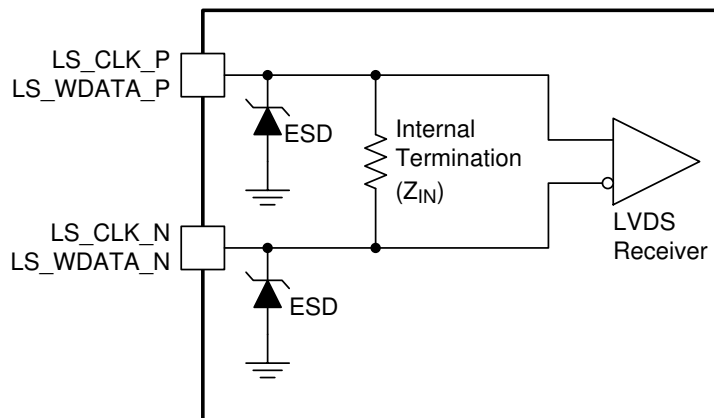 LS_CLK_P
LS_WDATA_P
ESD
Internal
Termination
(Z_IN)
LS_CLK_N
LS_WDATA_N
ESD
LVDS
Receiver